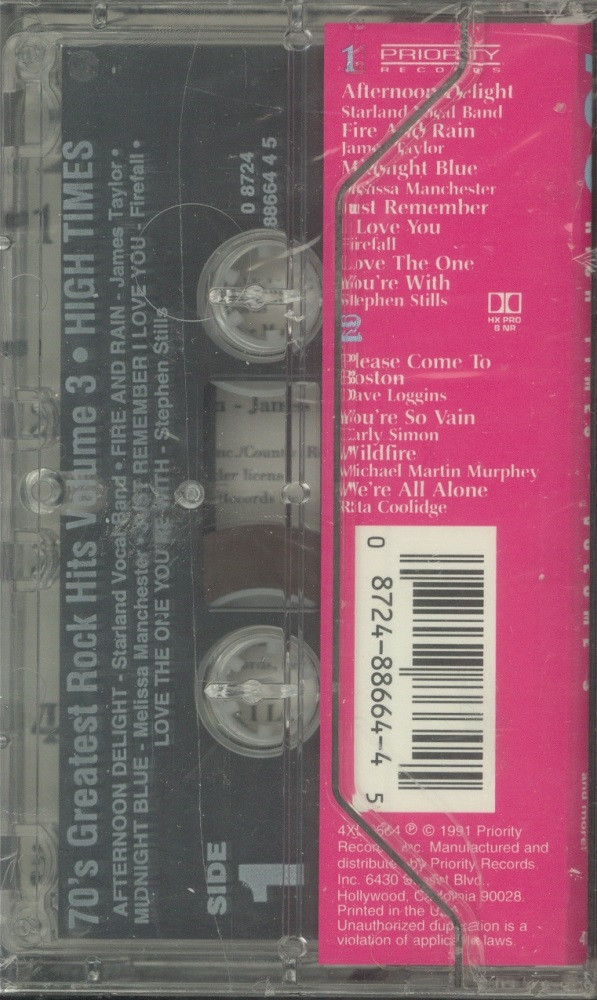 70's Greatest Rock Hits Volume 3 • HIGH TIMES
AFTERNOON DELIGHT - Starland Vocal Band • FIRE AND RAIN - James Taylor •
MIDNIGHT BLUE - Melissa Manchester • JUST REMEMBER I LOVE YOU - Firefall •
LOVE THE ONE YOU'RE WITH - Stephen Stills
0 8724
88664 4 5
SIDE
1
1
PRIORITY
RECORDS
Afternoon Delight
Starland Vocal Band
Fire And Rain
James Taylor
Midnight Blue
Melissa Manchester
Just Remember
I Love You
Firefall
Love The One
You're With
Stephen Stills
HX PRO
B NR
2
Please Come To
Boston
Dave Loggins
You're So Vain
Carly Simon
Wildfire
Michael Martin Murphey
We're All Alone
Rita Coolidge
0 8724-88664-4 5
4XL 8664 ℗ © 1991 Priority
Records, Inc. Manufactured and
distributed by Priority Records,
Inc. 6430 Sunset Blvd.,
Hollywood, California 90028.
Printed in the U.S.A.
Unauthorized duplication is a
violation of applicable laws.
and more!